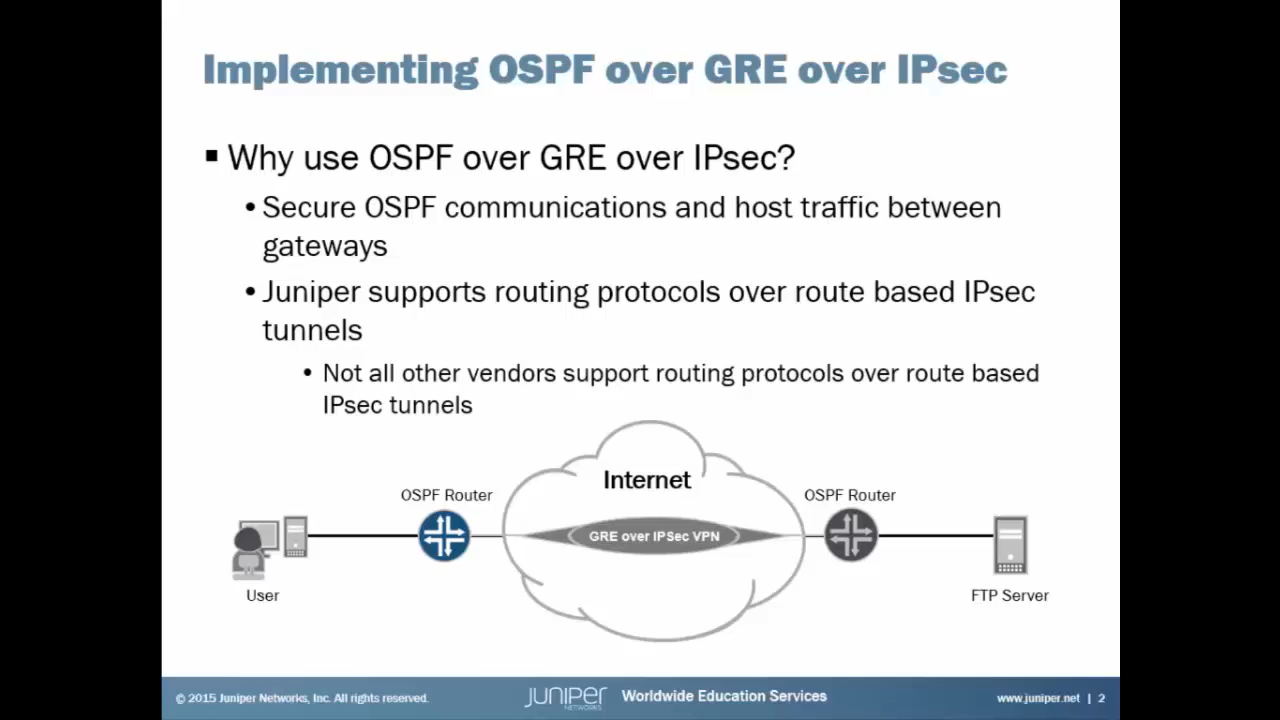 Implementing OSPF over GRE over IPsec
▪ Why use OSPF over GRE over IPsec?
• Secure OSPF communications and host traffic between
gateways
• Juniper supports routing protocols over route based IPsec
tunnels
• Not all other vendors support routing protocols over route based
IPsec tunnels
Internet
OSPF Router
OSPF Router
GRE over IPSec VPN
User
FTP Server
© 2015 Juniper Networks, Inc. All rights reserved.
JUNIPER
NETWORKS
Worldwide Education Services
www.juniper.net | 2